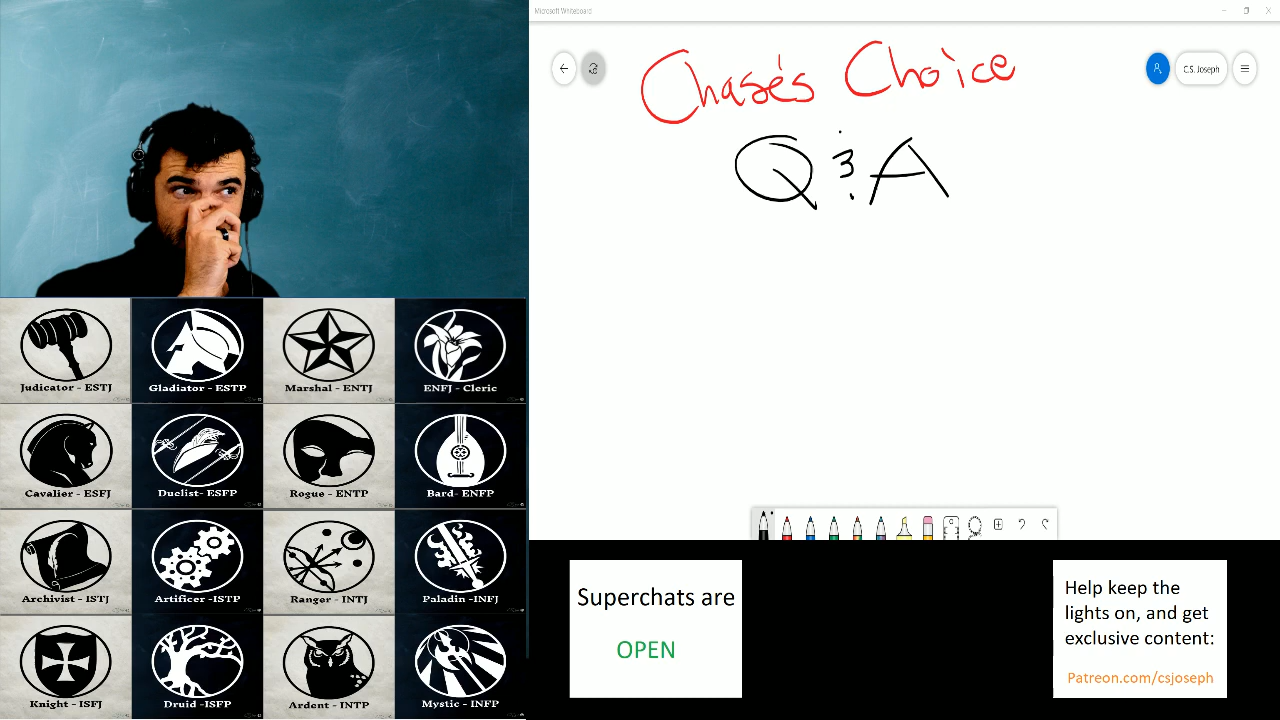 Microsoft Whiteboard
Chase's Choice
C.S. Joseph
Q & A
Judicator - ESTJ
Gladiator - ESTP
Marshal - ENTJ
ENFJ - Cleric
Cavalier - ESFJ
Duelist- ESFP
Rogue - ENTP
Bard- ENFP
Archivist - ISTJ
Artificer -ISTP
Ranger - INTJ
Paladin -INFJ
Knight - ISFJ
Druid -ISFP
Ardent - INTP
Mystic - INFP
Superchats are
OPEN
Help keep the
lights on, and get
exclusive content:
Patreon.com/csjoseph